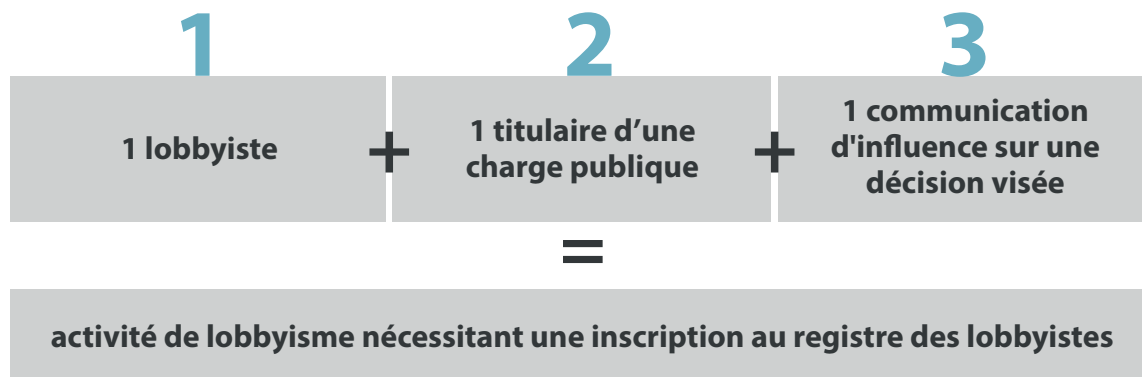 1
2
3
1 lobbyiste
+
1 titulaire d’une
charge publique
+
1 communication
d'influence sur une
décision visée
=
activité de lobbyisme nécessitant une inscription au registre des lobbyistes